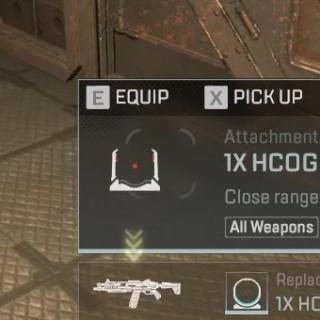 E EQUIP X PICK UP
Attachment
1X HCOG
Close range
All Weapons
1X HC